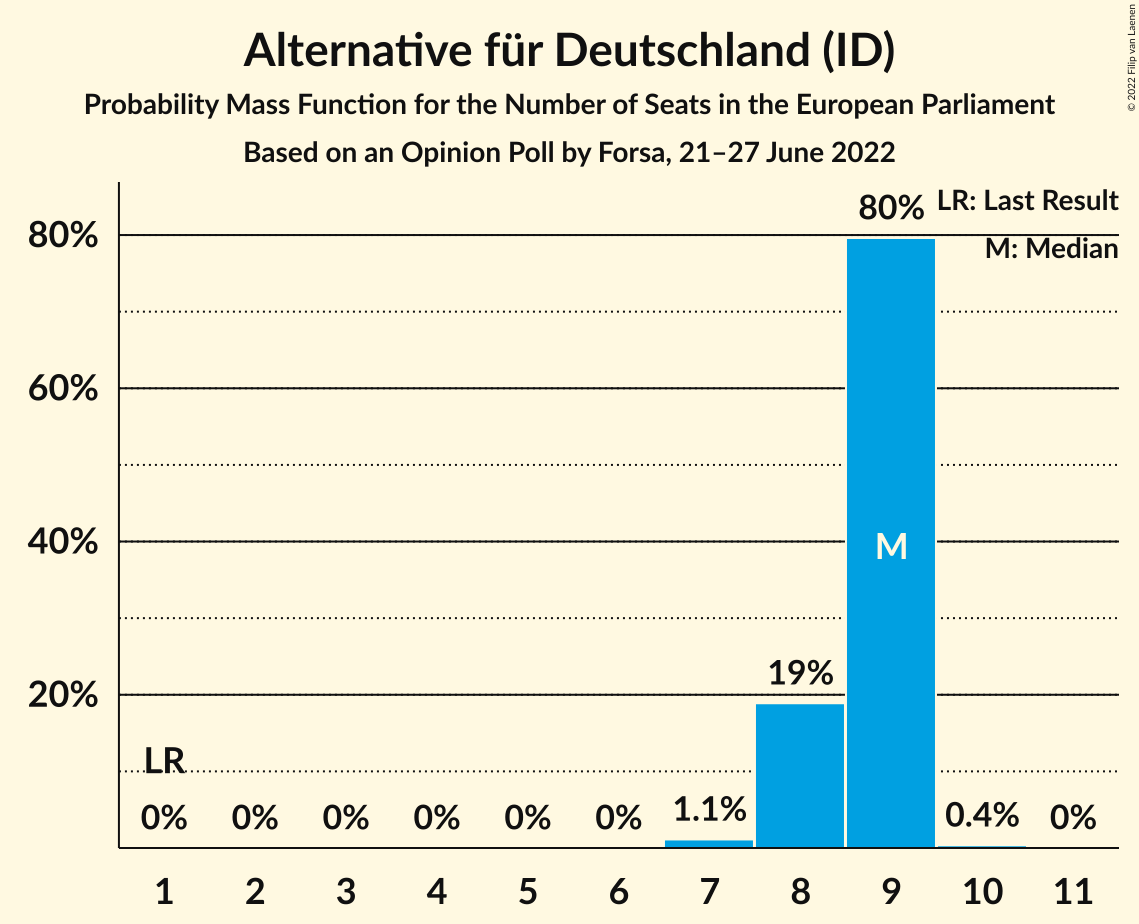 Alternative für Deutschland (ID)
Probability Mass Function for the Number of Seats in the European Parliament
Based on an Opinion Poll by Forsa, 21–27 June 2022
© 2022 Filip van Laenen
LR: Last Result
M: Median
80%
60%
40%
20%
LR
0%
0%
0%
0%
0%
0%
1.1%
19%
80%
M
0.4%
0%
1 2 3 4 5 6 7 8 9 10 11